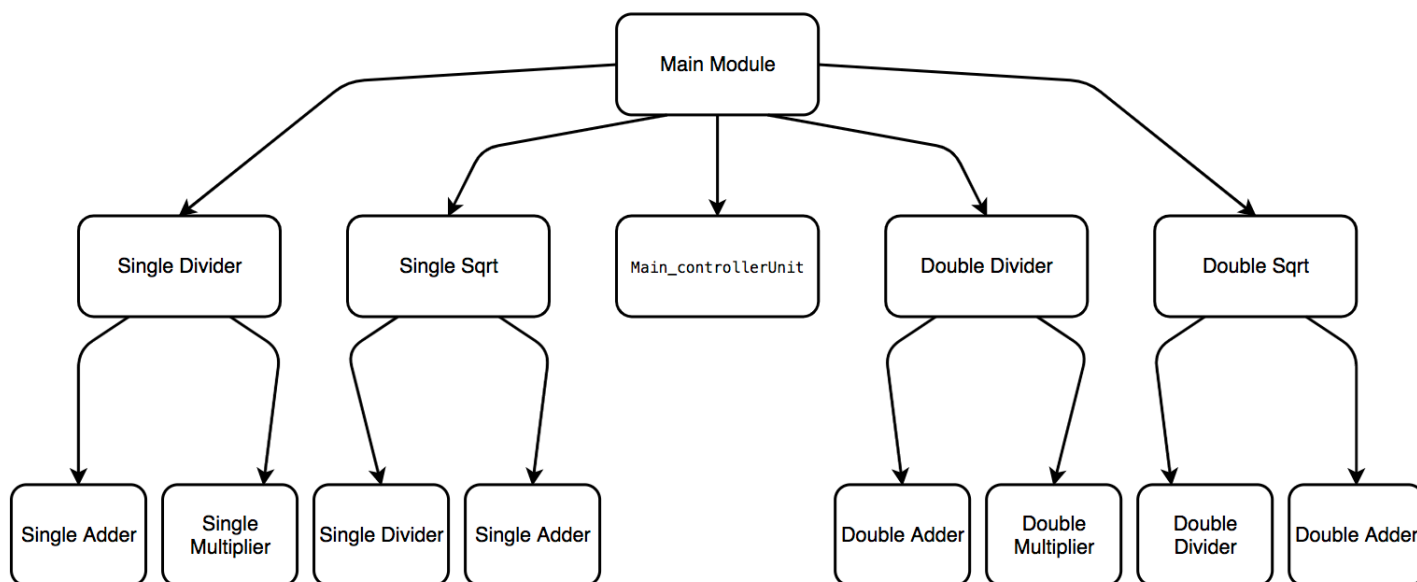 Main Module
Single Divider
Single Sqrt
Main_controllerUnit
Double Divider
Double Sqrt
Single Adder
Single
Multiplier
Single Divider
Single Adder
Double Adder
Double
Multiplier
Double
Divider
Double Adder